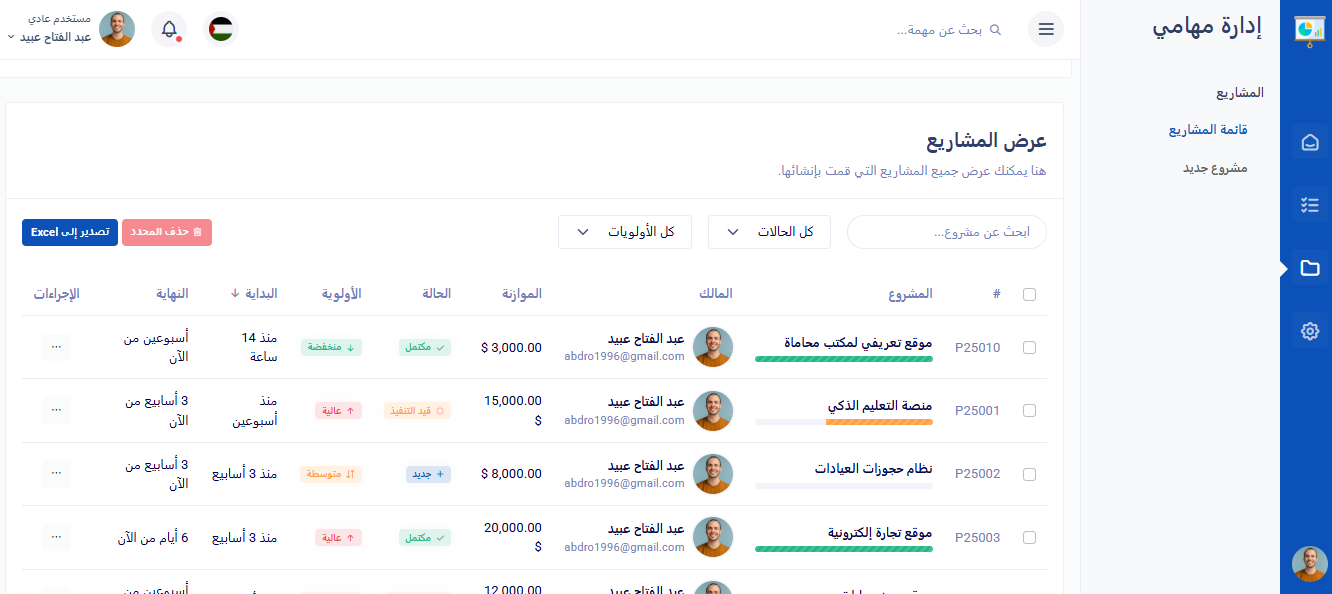 إدارة مهامي
المشاريع
قائمة المشاريع
مشروع جديد
بحث عن مهمة...
مستخدم عادي
عبد الفتاح عبيد
عرض المشاريع
هنا يمكنك عرض جميع المشاريع التي قمت بإنشائها.
ابحث عن مشروع...
كل الحالات
كل الأولويات
حذف المحدد
تصدير إلى Excel
# المشروع المالك الموازنة الحالة الأولوية البداية النهاية الإجراءات
P25010
موقع تعريفي لمكتب محاماة
عبد الفتاح عبيد
abdro1996@gmail.com
$ 3,000.00
مكتمل
منخفضة
منذ 14
ساعة
أسبوعين من
الآن
...
P25001
منصة التعليم الذكي
عبد الفتاح عبيد
abdro1996@gmail.com
15,000.00
$
قيد التنفيذ
عالية
منذ
أسبوعين
3 أسابيع من
الآن
...
P25002
نظام حجوزات العيادات
عبد الفتاح عبيد
abdro1996@gmail.com
$ 8,000.00
جديد
متوسطة
منذ 3 أسابيع
3 أسابيع من
الآن
...
P25003
موقع تجارة إلكترونية
عبد الفتاح عبيد
abdro1996@gmail.com
20,000.00
$
مكتمل
عالية
منذ 3 أسابيع
6 أيام من الآن
...
عبد الفتاح عبيد
12,000.00
أسبوعين من